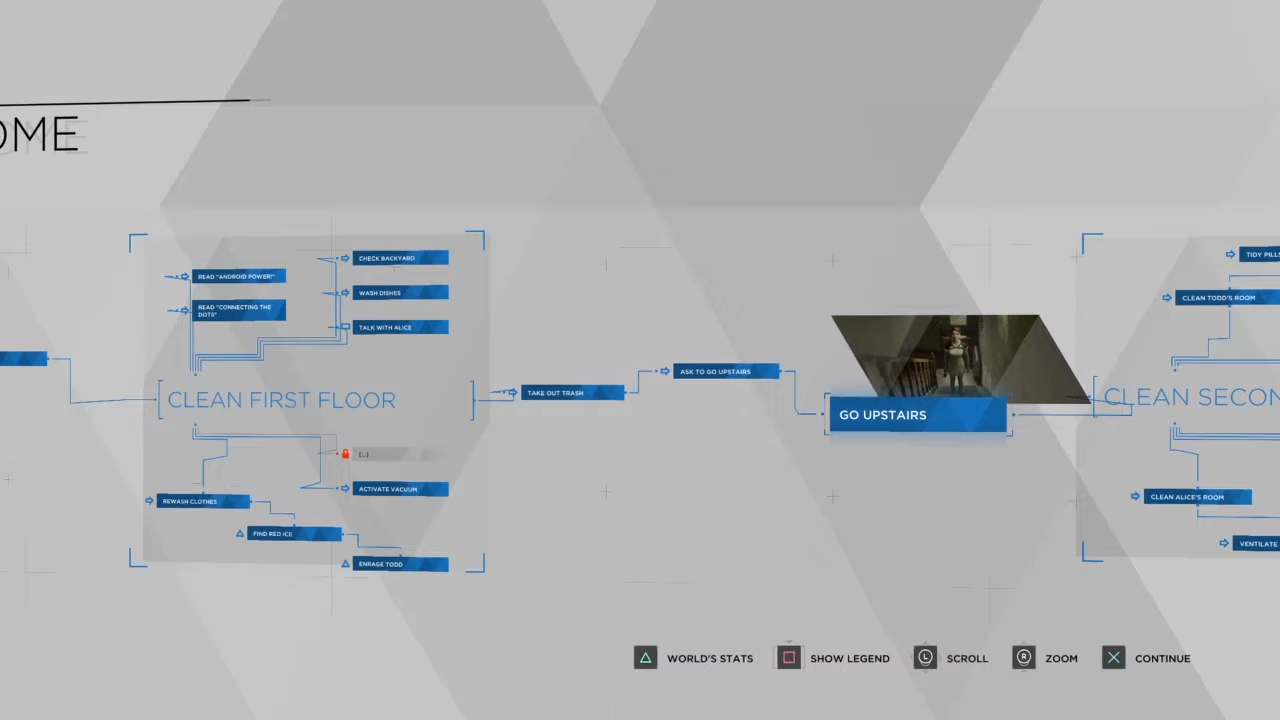 OME
CHECK BACKYARD
READ "ANDROID POWER!"
WASH DISHES
READ "CONNECTING THE
DOTS"
TALK WITH ALICE
CLEAN FIRST FLOOR
TAKE OUT TRASH
ASK TO GO UPSTAIRS
GO UPSTAIRS
TIDY PILLS
CLEAN TODD'S ROOM
CLEAN SECON
[...]
ACTIVATE VACUUM
REWASH CLOTHES
FIND RED ICE
ENRAGE TODD
CLEAN ALICE'S ROOM
VENTILATE
WORLD'S STATS
SHOW LEGEND
L
SCROLL
R
ZOOM
CONTINUE